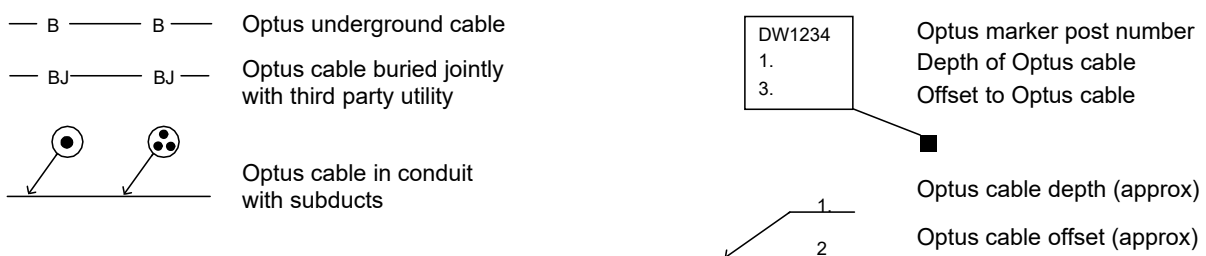 B B Optus underground cable
BJ BJ Optus cable buried jointly
with third party utility
Optus cable in conduit
with subducts
DW1234 Optus marker post number
1. Depth of Optus cable
3. Offset to Optus cable
Optus cable depth (approx)
1.
Optus cable offset (approx)
2